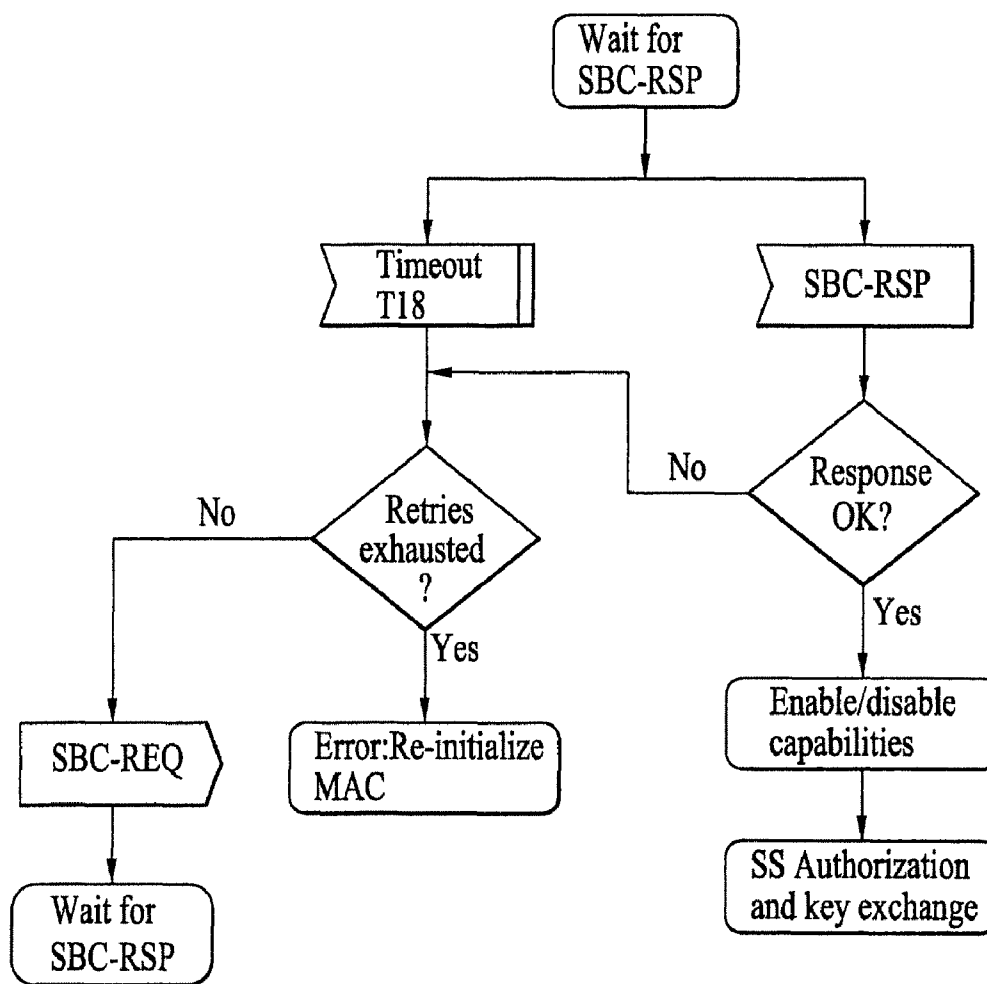 Wait for
SBC-RSP
Timeout
T18
SBC-RSP
No
Response
OK?
No
Retries
exhausted
?
Yes
Yes
Enable/disable
capabilities
SBC-REQ
Error:Re-initialize
MAC
SS Authorization
and key exchange
Wait for
SBC-RSP